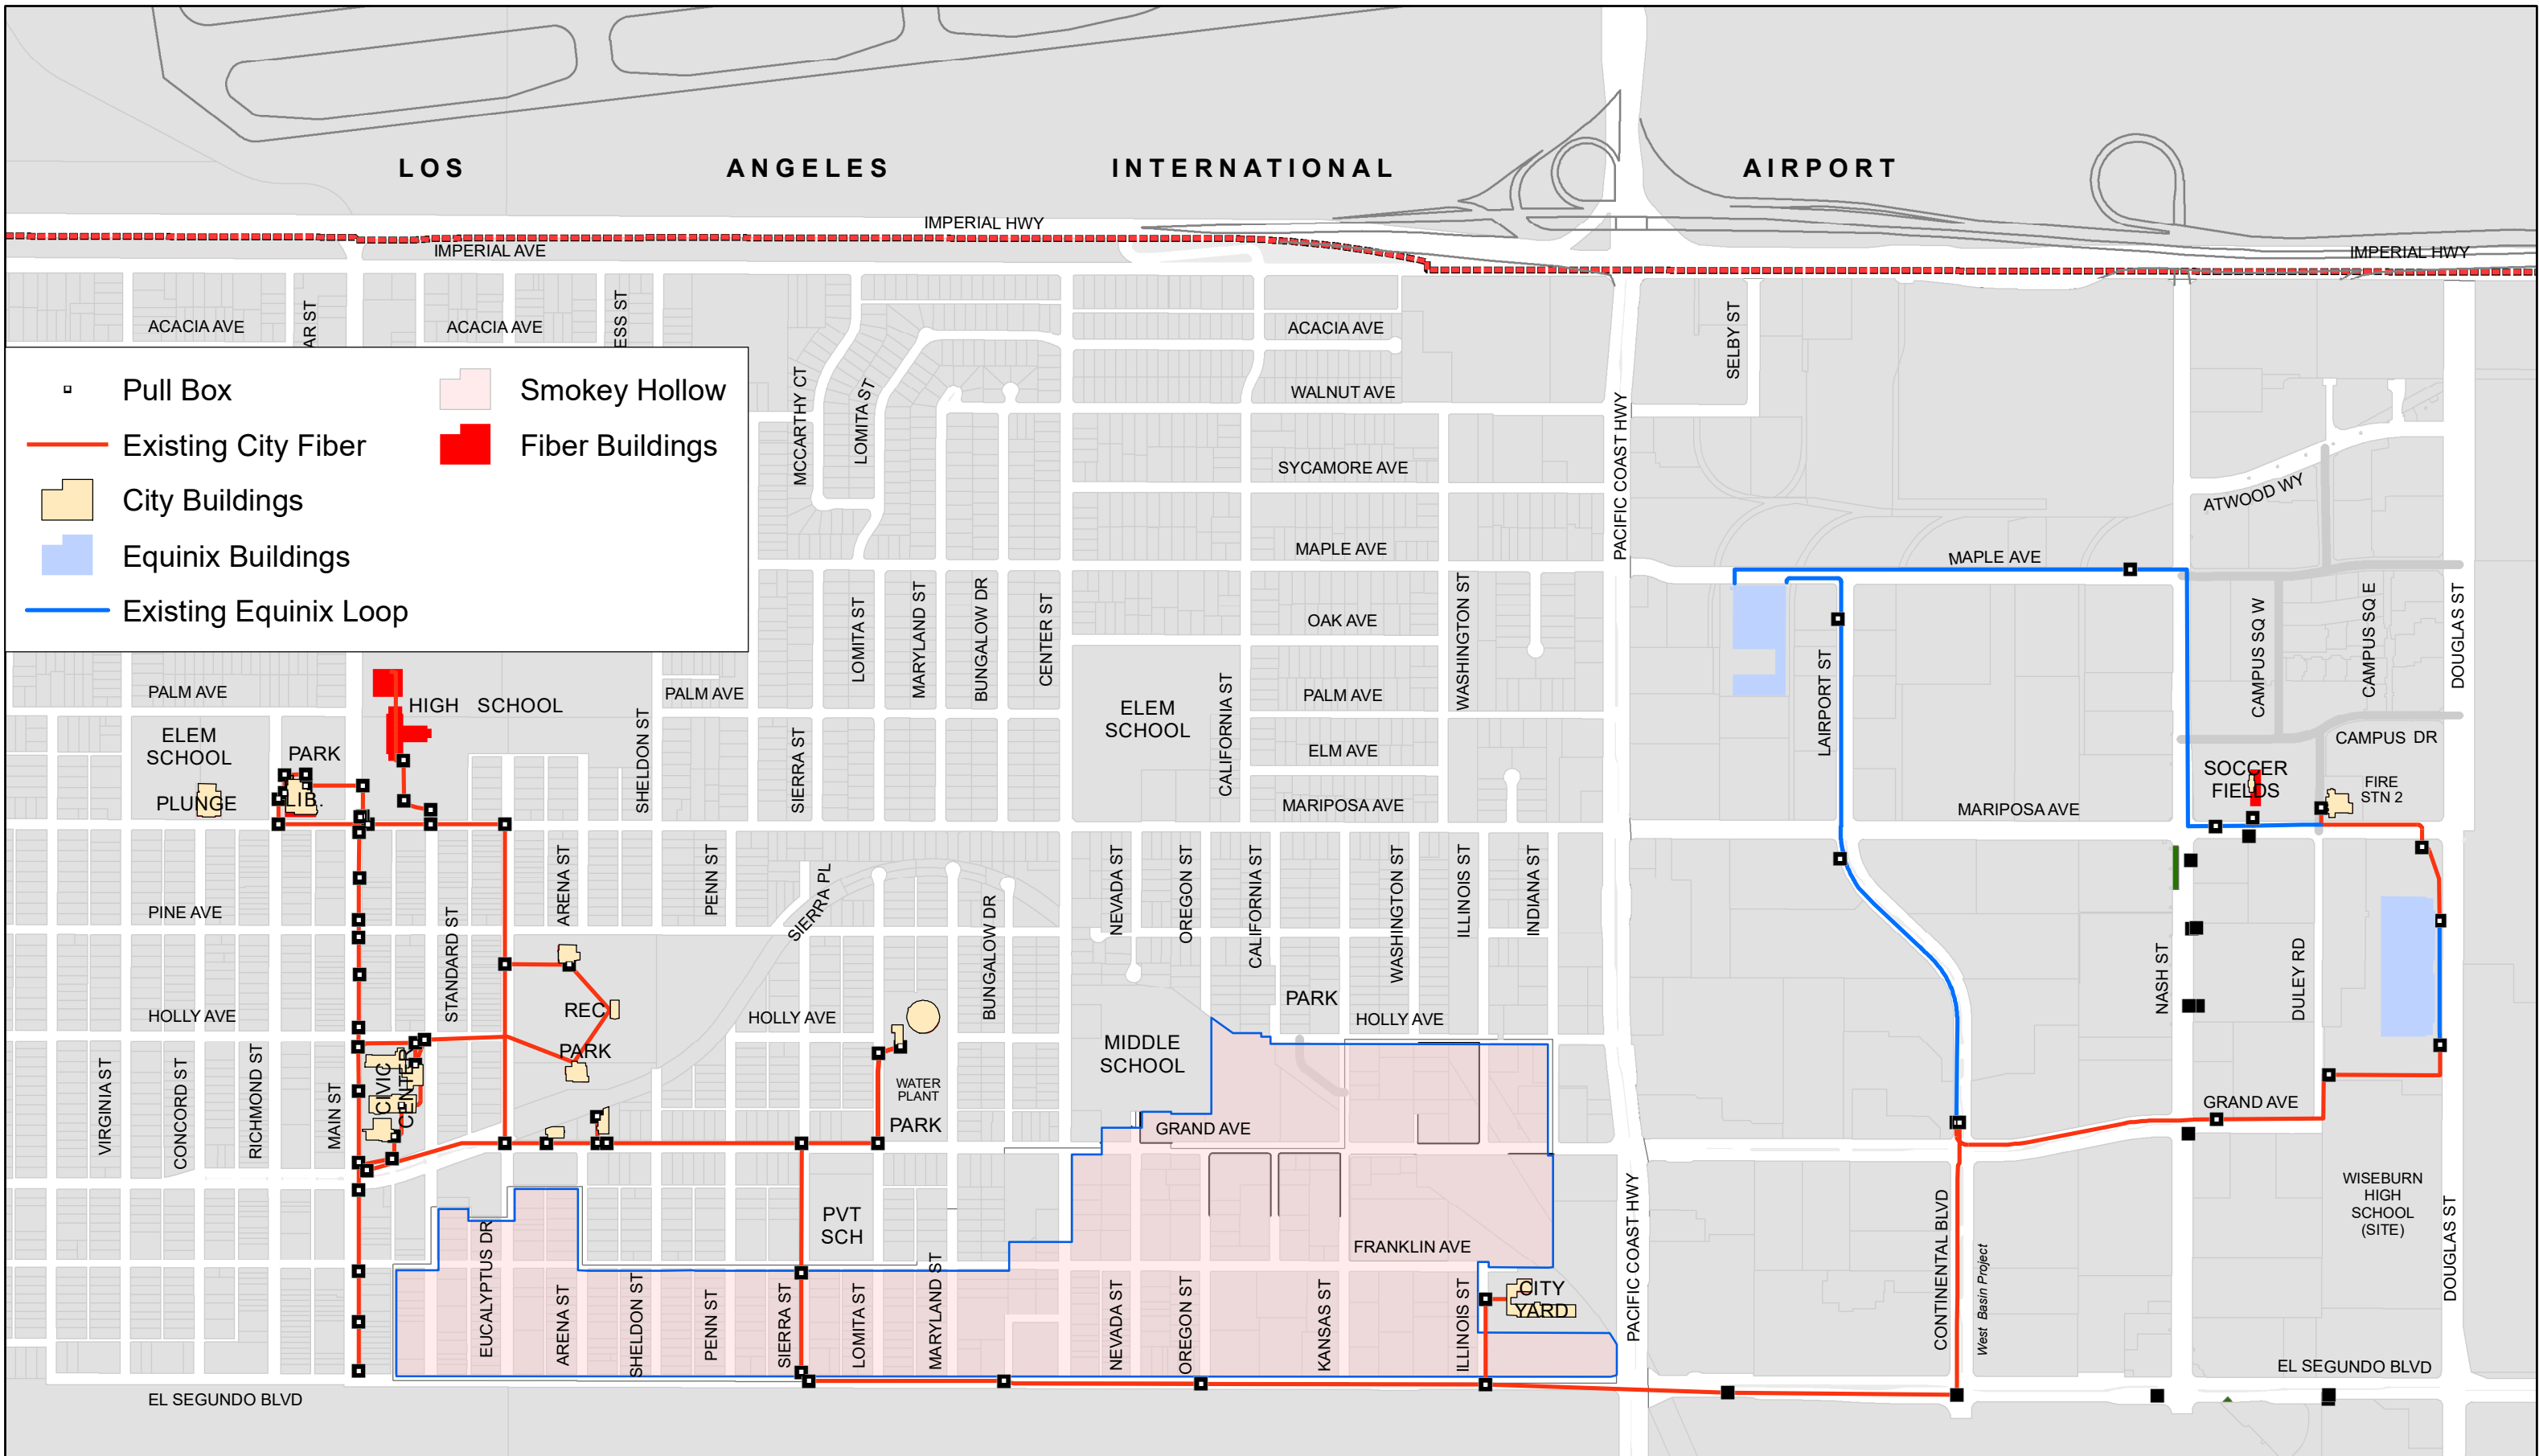 LOS ANGELES INTERNATIONAL AIRPORT
IMPERIAL HWY
IMPERIAL AVE
IMPERIAL HWY
ACACIA AVE
AR ST
ACACIA AVE
ESS ST
ACACIA AVE
SELBY ST
Pull Box
Smokey Hollow
Existing City Fiber
Fiber Buildings
City Buildings
Equinix Buildings
Existing Equinix Loop
MCCARTHY CT
LOMITA ST
WALNUT AVE
SYCAMORE AVE
PACIFIC COAST HWY
ATWOOD WY
MAPLE AVE
MAPLE AVE
LOMITA ST
MARYLAND ST
BUNGALOW DR
CENTER ST
OAK AVE
WASHINGTON ST
LAIRPORT ST
CAMPUS SQ W
CAMPUS SQ E
DOUGLAS ST
PALM AVE
HIGH SCHOOL
PALM AVE
PALM AVE
ELEM
SCHOOL
CALIFORNIA ST
ELEM
SCHOOL
PARK
SHELDON ST
SIERRA ST
ELM AVE
CAMPUS DR
PLUNGE
LIB.
MARIPOSA AVE
MARIPOSA AVE
SOCCER
FIELDS
FIRE
STN 2
PINE AVE
STANDARD ST
ARENA ST
PENN ST
SIERRA PL
BUNGALOW DR
NEVADA ST
OREGON ST
CALIFORNIA ST
WASHINGTON ST
ILLINOIS ST
INDIANA ST
NASH ST
DULEY RD
HOLLY AVE
REC
HOLLY AVE
PARK
HOLLY AVE
PARK
MIDDLE
SCHOOL
VIRGINIA ST
CONCORD ST
RICHMOND ST
MAIN ST
CIVIC
CENTER
WATER
PLANT
PARK
GRAND AVE
GRAND AVE
PVT
SCH
WISEBURN
HIGH
SCHOOL
(SITE)
FRANKLIN AVE
PACIFIC COAST HWY
CONTINENTAL BLVD
West Basin Project
DOUGLAS ST
EUCALYPTUS DR
ARENA ST
SHELDON ST
PENN ST
SIERRA ST
LOMITA ST
MARYLAND ST
NEVADA ST
OREGON ST
KANSAS ST
ILLINOIS ST
CITY
YARD
EL SEGUNDO BLVD
EL SEGUNDO BLVD